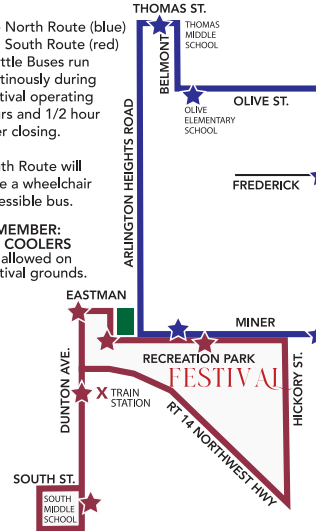 North Route (blue)
South Route (red)
ttle Buses run
tinously during
tival operating
rs and 1/2 hour
er closing.
th Route will
e a wheelchair
essible bus.
MEMBER:
COOLERS
allowed on
tival grounds.
THOMAS ST.
THOMAS
MIDDLE
SCHOOL
BELMONT
OLIVE ST.
OLIVE
ELEMENTARY
SCHOOL
ARLINGTON HEIGHTS ROAD
FREDERICK
EASTMAN
MINER
RECREATION PARK
FESTIVAL
HICKORY ST.
DUNTON AVE.
X TRAIN
STATION
RT 14 NORTHWEST HWY
SOUTH ST.
SOUTH
MIDDLE
SCHOOL